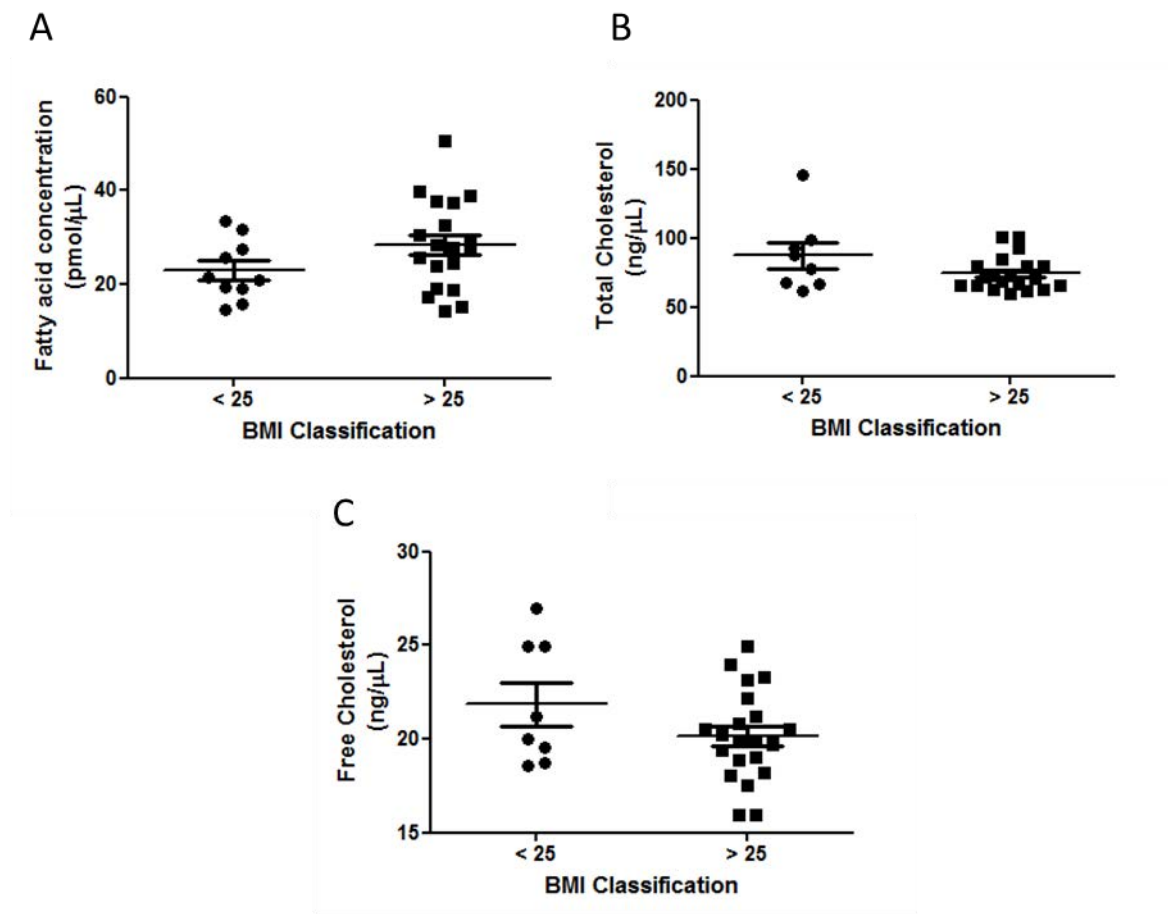 A
Fatty acid concentration
(pmol/μL)
60
40
20
0
< 25
> 25
BMI Classification
B
Total Cholesterol
(ng/μL)
200
150
100
50
0
< 25
> 25
BMI Classification
C
Free Cholesterol
(ng/μL)
30
25
20
15
< 25
> 25
BMI Classification